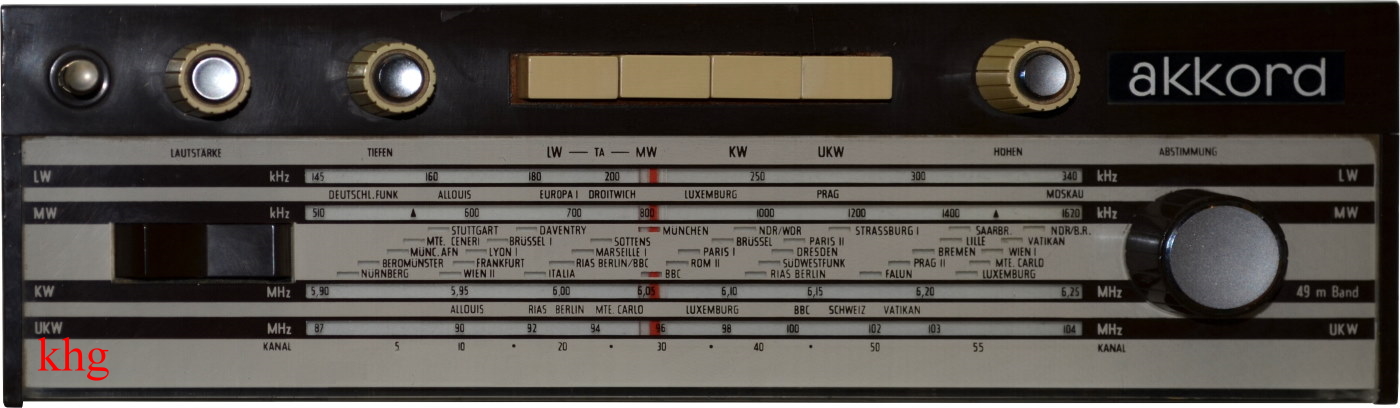 akkord
LAUTSTÄRKE TIEFEN LW — TA — MW KW UKW HÖHEN ABSTIMMUNG
LW kHz 145 160 180 200 250 300 340 kHz LW
DEUTSCHL.FUNK ALLOUIS EUROPA I DROITWICH LUXEMBURG PRAG MOSKAU
MW kHz 510 ▲ 600 700 800 1000 1200 1400 ▲ 1620 kHz MW
STUTTGART DAVENTRY MÜNCHEN NDR/WDR STRASSBURG I SAARBR. NDR/B.R.
MTE. CENERI BRÜSSEL I SOTTENS BRÜSSEL PARIS II LILLE VATIKAN
MÜNC. AFN LYON I MARSEILLE I PARIS I DRESDEN BREMEN WIEN I
BEROMÜNSTER FRANKFURT RIAS BERLIN/BBC ROM II SÜDWESTFUNK PRAG II MTE. CARLO
NÜRNBERG WIEN II ITALIA BBC RIAS BERLIN FALUN LUXEMBURG
KW MHz 5,90 5,95 6,00 6,05 6,10 6,15 6,20 6,25 MHz 49 m Band
ALLOUIS RIAS BERLIN MTE. CARLO LUXEMBURG BBC SCHWEIZ VATIKAN
UKW MHz 87 90 92 94 96 98 100 102 103 104 MHz UKW
KANAL 5 10 • 20 • 30 • 40 • 50 55 KANAL
khg